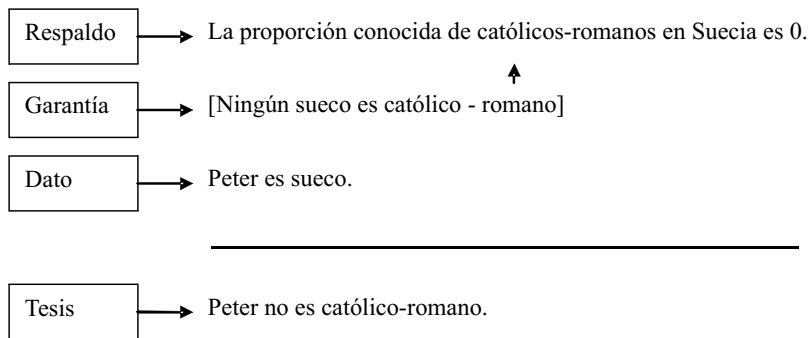 Respaldo La proporción conocida de católicos-romanos en Suecia es 0.
Garantía [Ningún sueco es católico - romano]
Dato Peter es sueco.
Tesis Peter no es católico-romano.